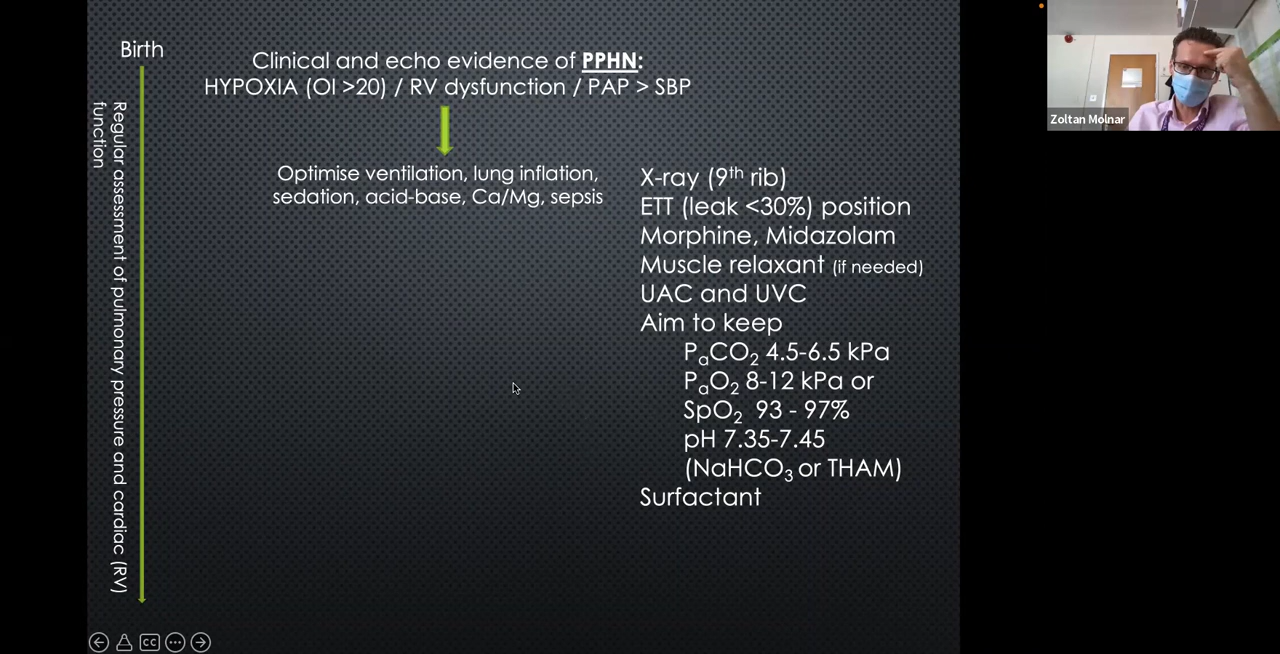 Birth
Regular assessment of pulmonary pressure and cardiac (RV)
function
Clinical and echo evidence of PPHN:
HYPOXIA (OI >20) / RV dysfunction / PAP > SBP
Optimise ventilation, lung inflation,
sedation, acid-base, Ca/Mg, sepsis
X-ray (9th rib)
ETT (leak <30%) position
Morphine, Midazolam
Muscle relaxant (if needed)
UAC and UVC
Aim to keep
PaCO2 4.5-6.5 kPa
PaO2 8-12 kPa or
SpO2 93 - 97%
pH 7.35-7.45
(NaHCO3 or THAM)
Surfactant
Zoltan Molnar
CC